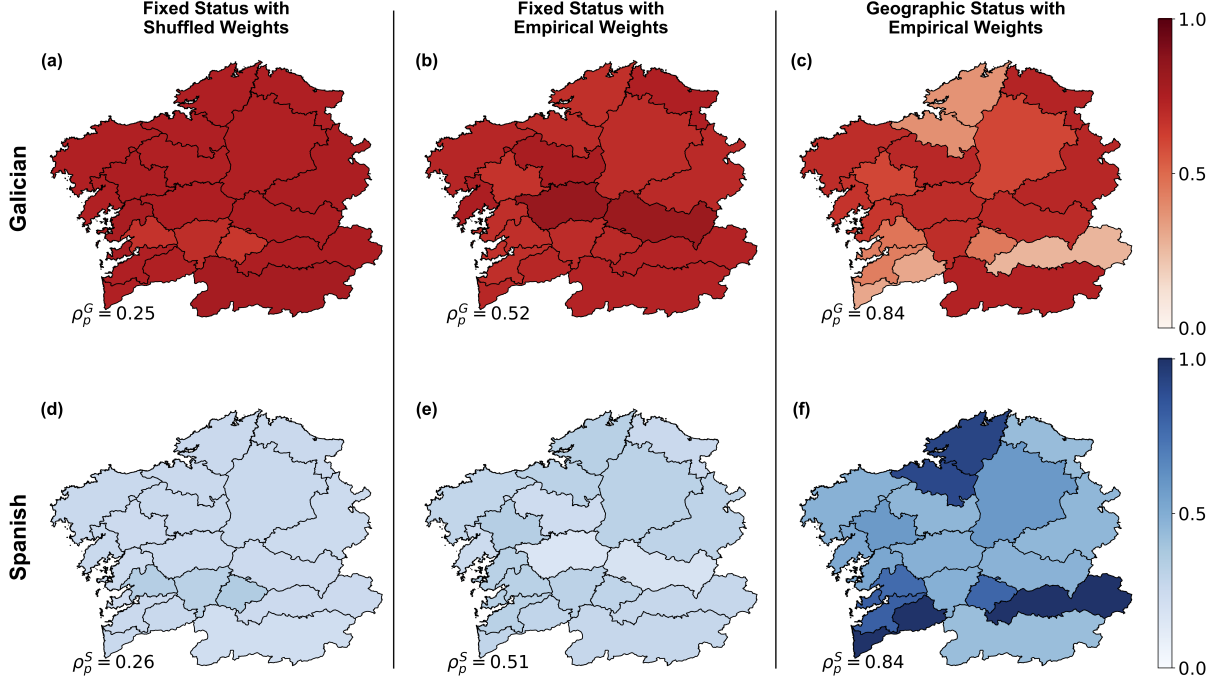 Fixed Status with
Shuffled Weights
Fixed Status with
Empirical Weights
Geographic Status with
Empirical Weights
Galician
(a)
ρ_p^G = 0.25
(b)
ρ_p^G = 0.52
(c)
ρ_p^G = 0.84
1.0
0.5
0.0
Spanish
(d)
ρ_p^S = 0.26
(e)
ρ_p^S = 0.51
(f)
ρ_p^S = 0.84
1.0
0.5
0.0